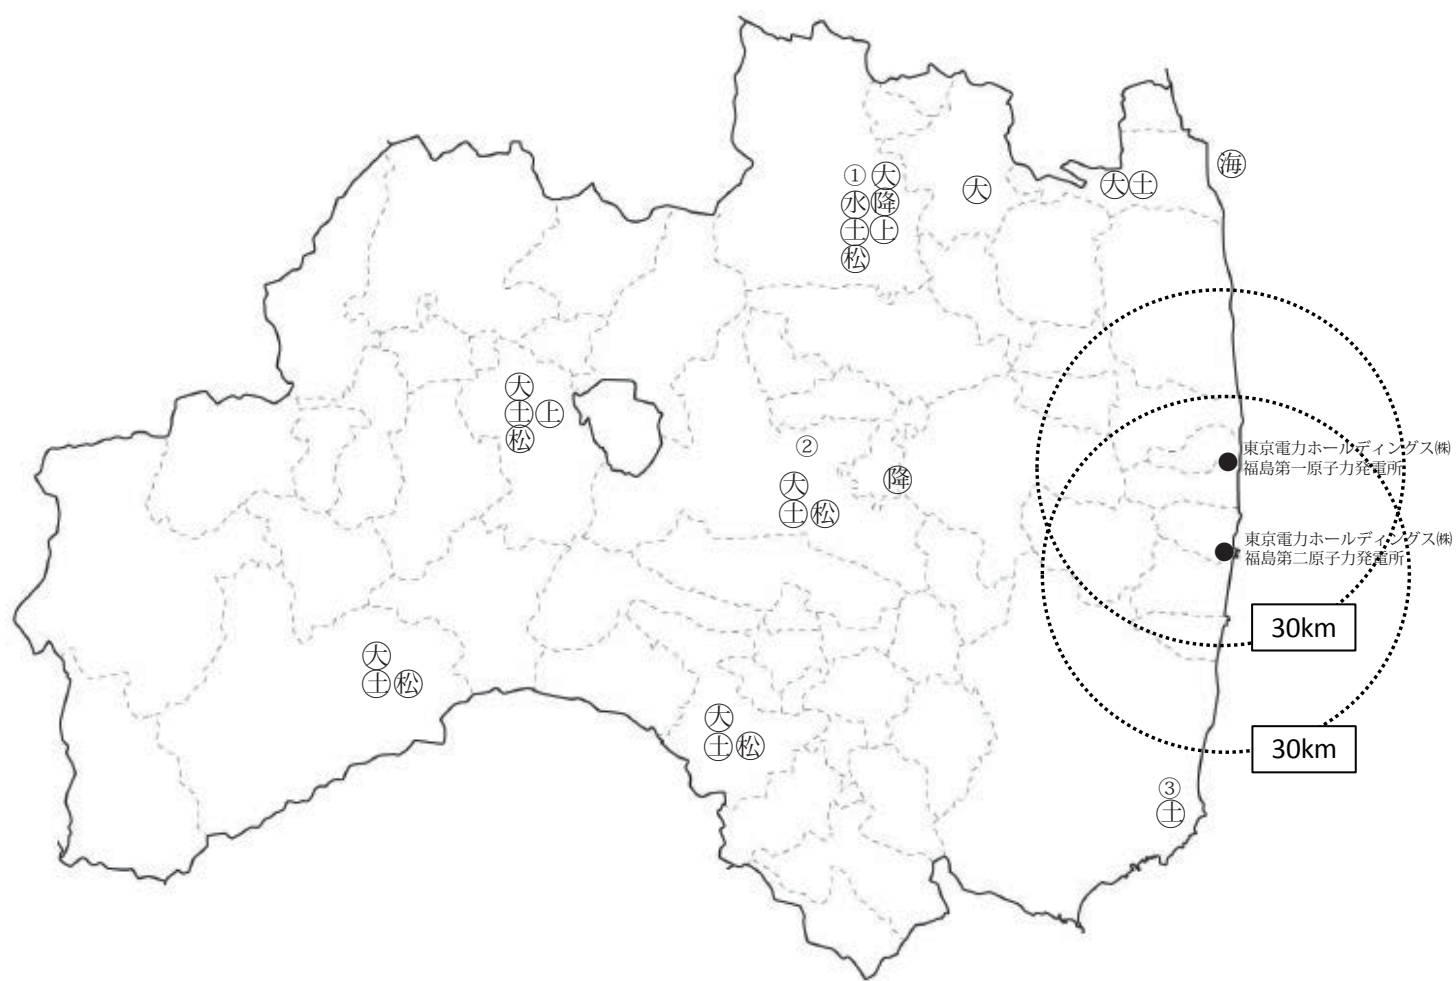 海
① 大
大
大 土
水 降
土 上
松
大
土 上
松
②
東京電力ホールディングス㈱
福島第一原子力発電所
降
大
土 松
東京電力ホールディングス㈱
福島第二原子力発電所
30km
大
土 松
大
土 松
30km
③
土